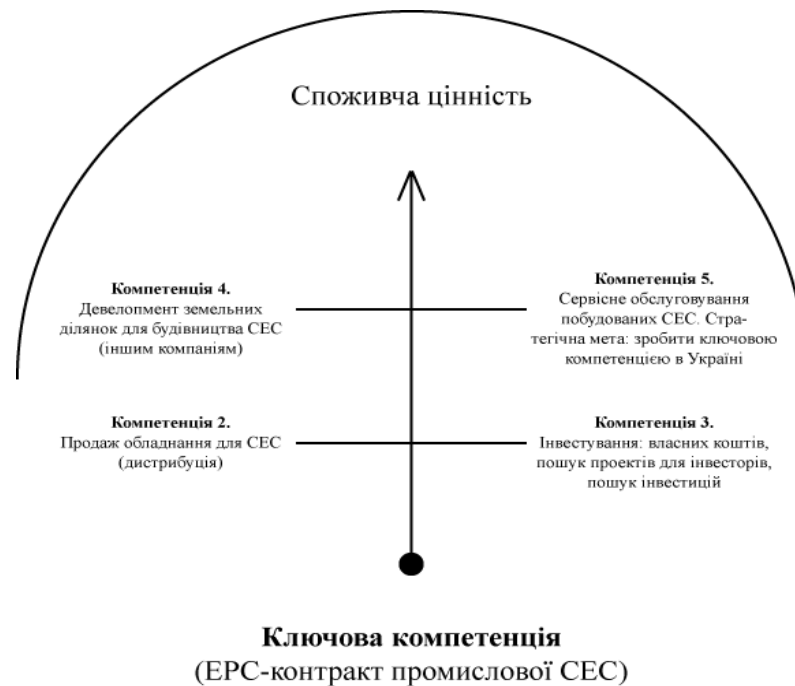 Споживча цінність
Компетенція 4.
Девелопмент земельних
ділянок для будівництва СЕС
(іншим компаніям)
Компетенція 5.
Сервісне обслуговування
побудованих СЕС. Стра-
тегічна мета: зробити ключовою
компетенцією в Україні
Компетенція 2.
Продаж обладнання для СЕС
(дистрибуція)
Компетенція 3.
Інвестування: власних коштів,
пошук проектів для інвесторів,
пошук інвестицій
Ключова компетенція
(ЕРС-контракт промислової СЕС)